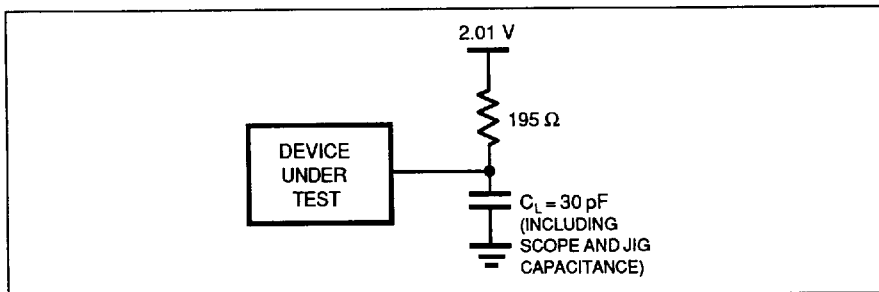 2.01 V
195 Ω
DEVICE
UNDER
TEST
C_L = 30 pF
(INCLUDING
SCOPE AND JIG
CAPACITANCE)